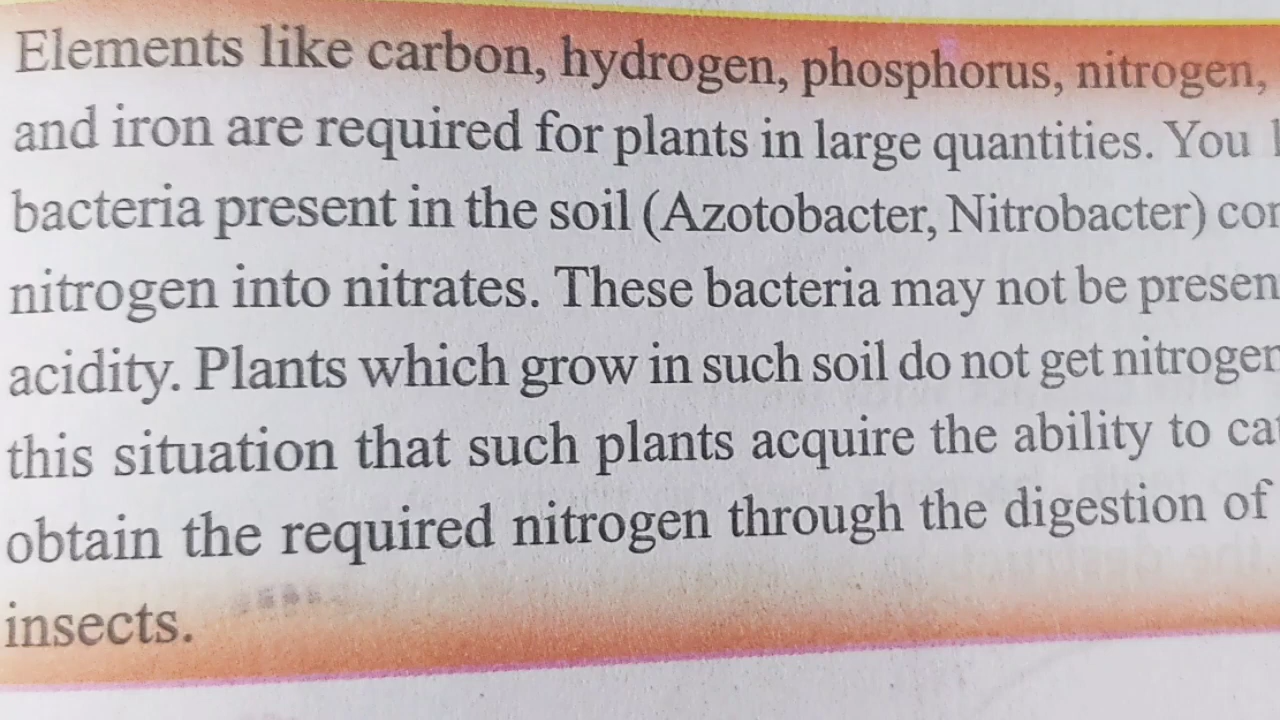 Elements like carbon, hydrogen, phosphorus, nitrogen,
and iron are required for plants in large quantities. You
bacteria present in the soil (Azotobacter, Nitrobacter)
nitrogen into nitrates. These bacteria may not be
acidity. Plants which grow in such soil do not get
this situation that such plants acquire the ability to
obtain the required nitrogen through the digestion of
insects.